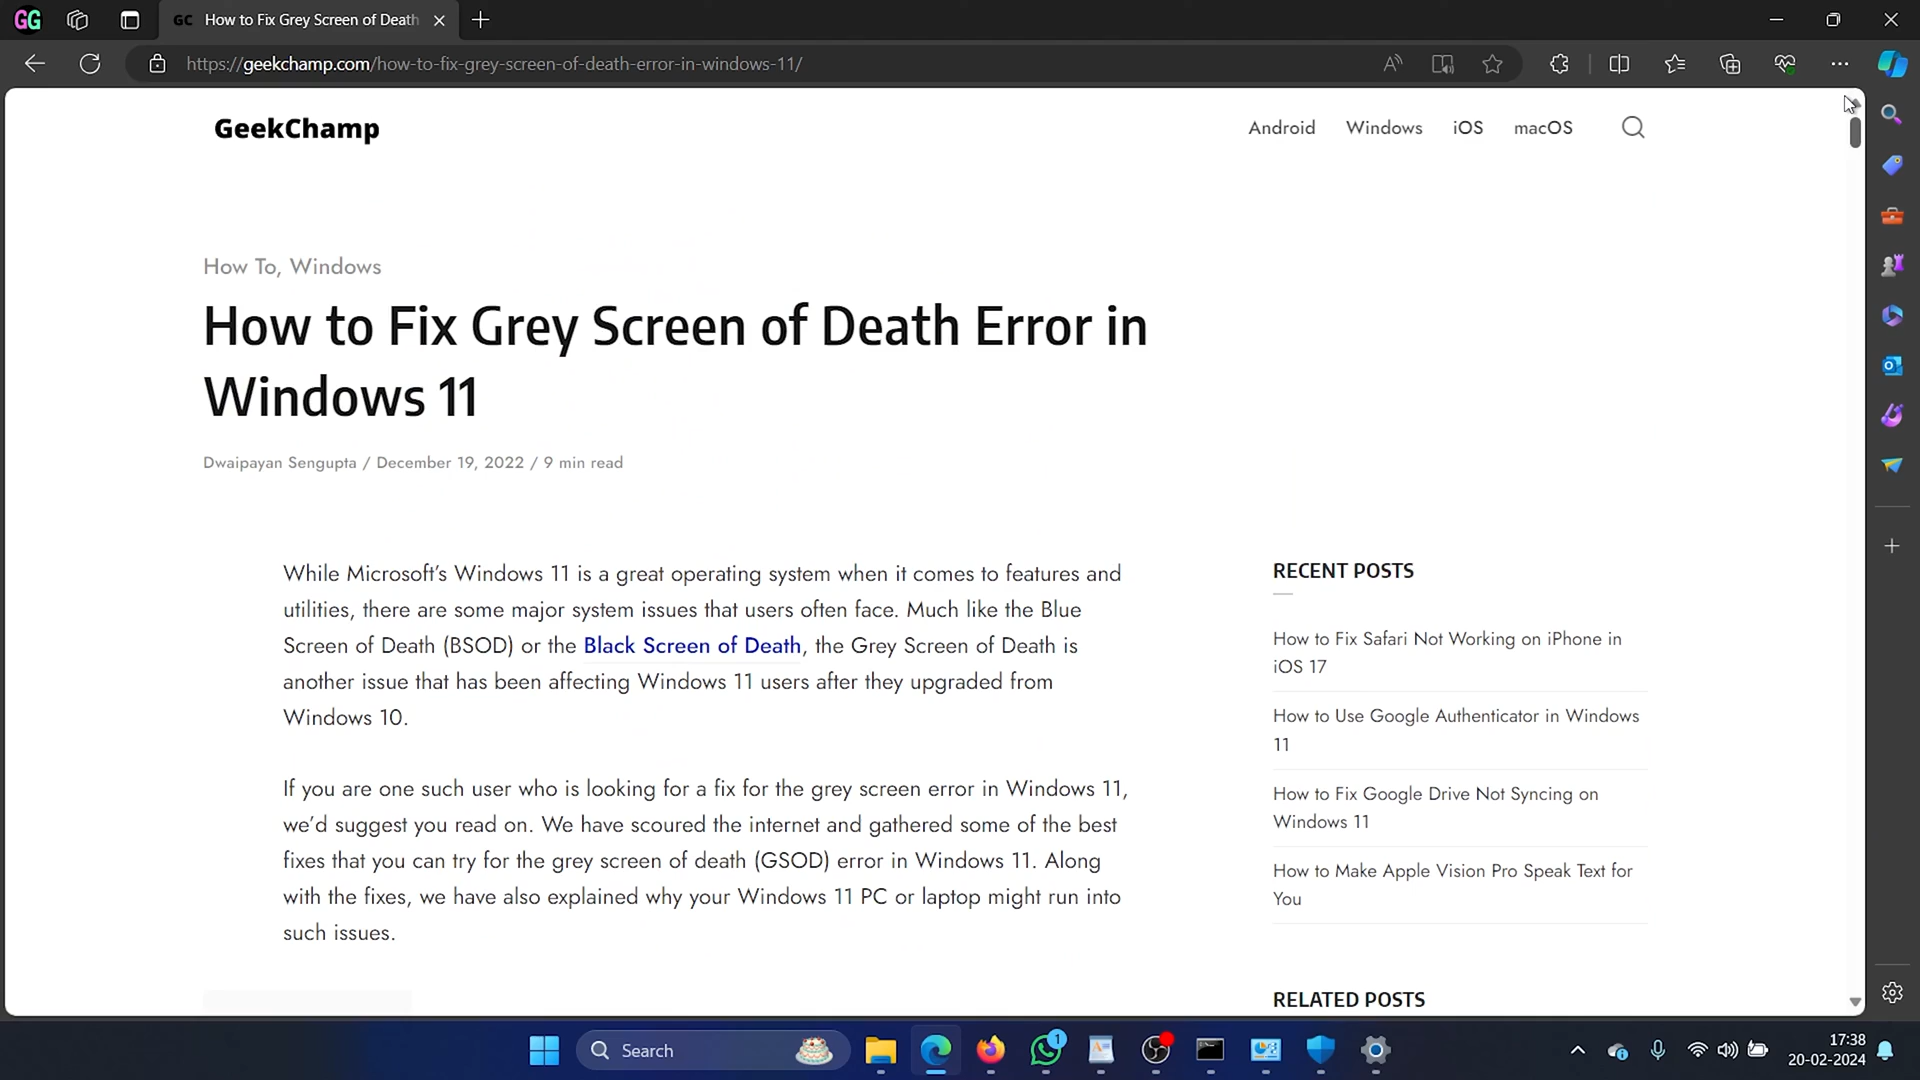 How to Fix Grey Screen of Death
https://geekchamp.com/how-to-fix-grey-screen-of-death-error-in-windows-11/
GeekChamp
Android Windows iOS macOS
How To, Windows
How to Fix Grey Screen of Death Error in
Windows 11
Dwaipayan Sengupta / December 19, 2022 / 9 min read
While Microsoft’s Windows 11 is a great operating system when it comes to features and
utilities, there are some major system issues that users often face. Much like the Blue
Screen of Death (BSOD) or the Black Screen of Death, the Grey Screen of Death is
another issue that has been affecting Windows 11 users after they upgraded from
Windows 10.
If you are one such user who is looking for a fix for the grey screen error in Windows 11,
we’d suggest you read on. We have scoured the internet and gathered some of the best
fixes that you can try for the grey screen of death (GSOD) error in Windows 11. Along
with the fixes, we have also explained why your Windows 11 PC or laptop might run into
such issues.
RECENT POSTS
How to Fix Safari Not Working on iPhone in
iOS 17
How to Use Google Authenticator in Windows
11
How to Fix Google Drive Not Syncing on
Windows 11
How to Make Apple Vision Pro Speak Text for
You
RELATED POSTS
Search
1
17:38
20-02-2024